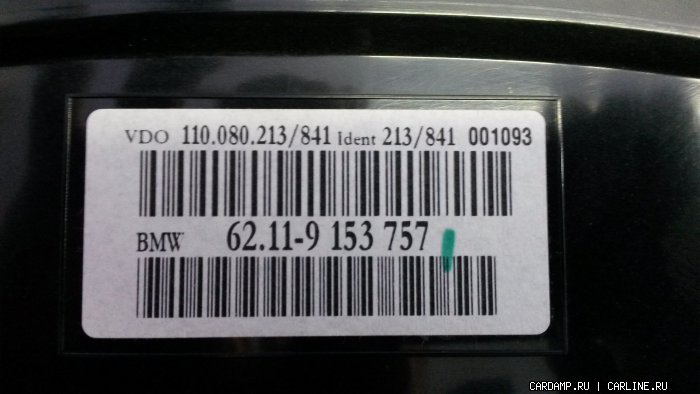 VDO 110.080.213/841 Ident 213/841 001093
BMW 62.11-9 153 757
CARDAMP.RU | CARLINE.RU